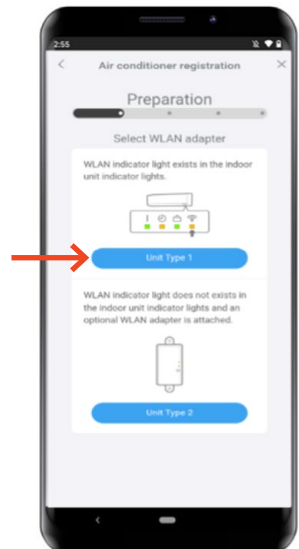 2:55
Air conditioner registration
Preparation
Select WLAN adapter
WLAN indicator light exists in the indoor
unit indicator lights.
Unit Type 1
WLAN indicator light does not exists in
the indoor unit indicator lights and an
optional WLAN adapter is attached.
Unit Type 2